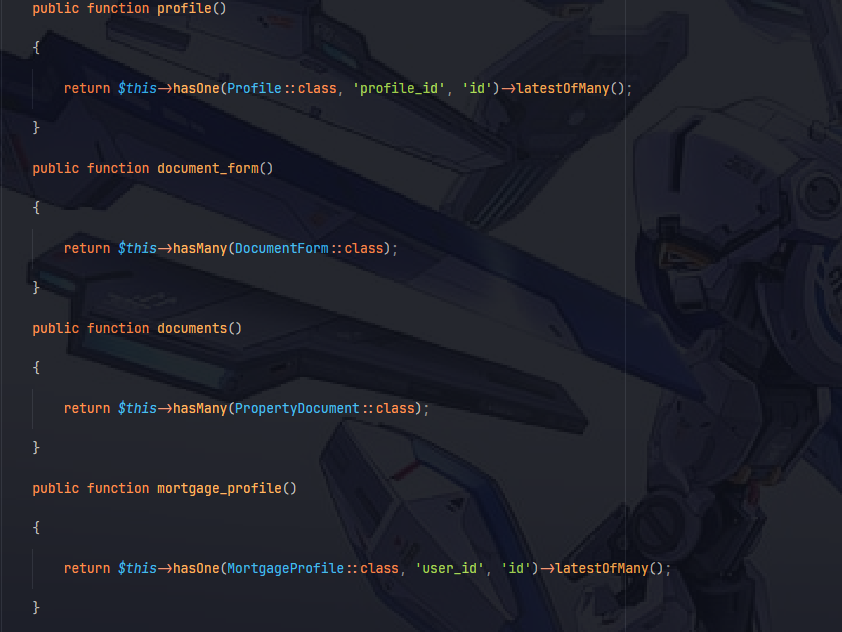 public function profile()
{
return $this->hasOne(Profile::class, 'profile_id', 'id')->latestOfMany();
}
public function document_form()
{
return $this->hasMany(DocumentForm::class);
}
public function documents()
{
return $this->hasMany(PropertyDocument::class);
}
public function mortgage_profile()
{
return $this->hasOne(MortgageProfile::class, 'user_id', 'id')->latestOfMany();
}